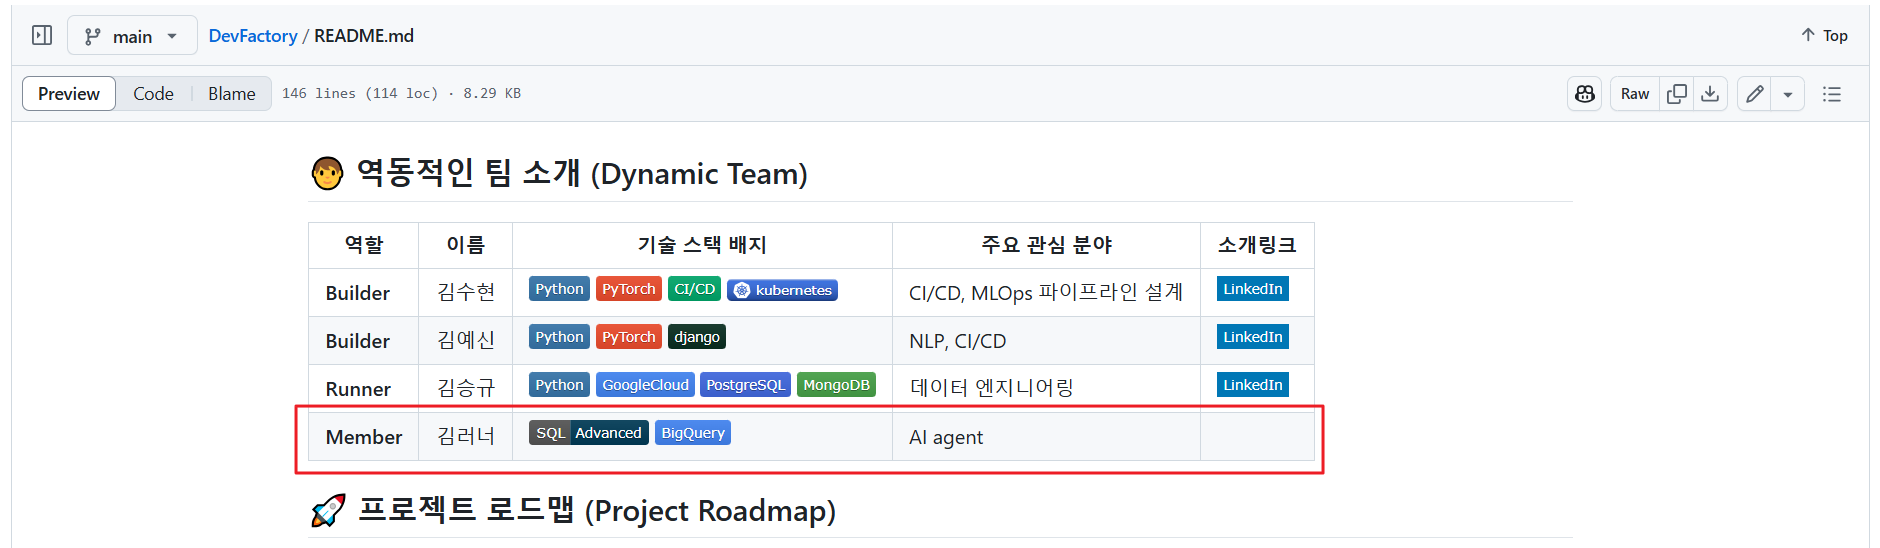 main DevFactory / README.md Top
Preview Code Blame 146 lines (114 loc) · 8.29 KB Raw
역동적인 팀 소개 (Dynamic Team)
역할 이름 기술 스택 배지 주요 관심 분야 소개링크
Builder 김수현 Python PyTorch CI/CD kubernetes CI/CD, MLOps 파이프라인 설계 LinkedIn
Builder 김예신 Python PyTorch django NLP, CI/CD LinkedIn
Runner 김승규 Python GoogleCloud PostgreSQL MongoDB 데이터 엔지니어링 LinkedIn
Member 김러너 SQL Advanced BigQuery AI agent
프로젝트 로드맵 (Project Roadmap)